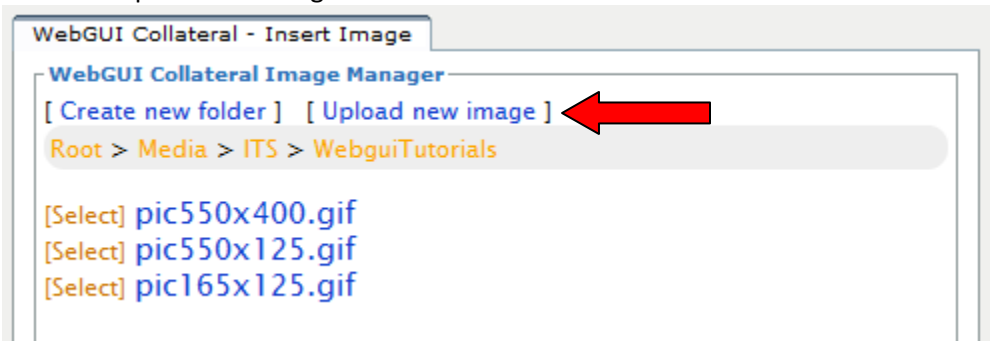 WebGUI Collateral - Insert Image
WebGUI Collateral Image Manager
[ Create new folder ] [ Upload new image ]
Root > Media > ITS > WebguiTutorials
[Select] pic550x400.gif
[Select] pic550x125.gif
[Select] pic165x125.gif